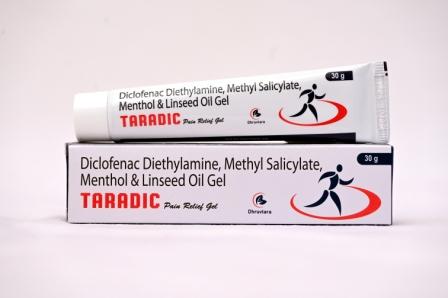 Diclofenac Diethylamine, Methyl Salicylate,
Menthol & Linseed Oil Gel
TARADIC Pain Relief Gel
Dhruvtara
30 g
Diclofenac Diethylamine, Methyl Salicylate,
Menthol & Linseed Oil Gel
TARADIC Pain Relief Gel
Dhruvtara
30 g